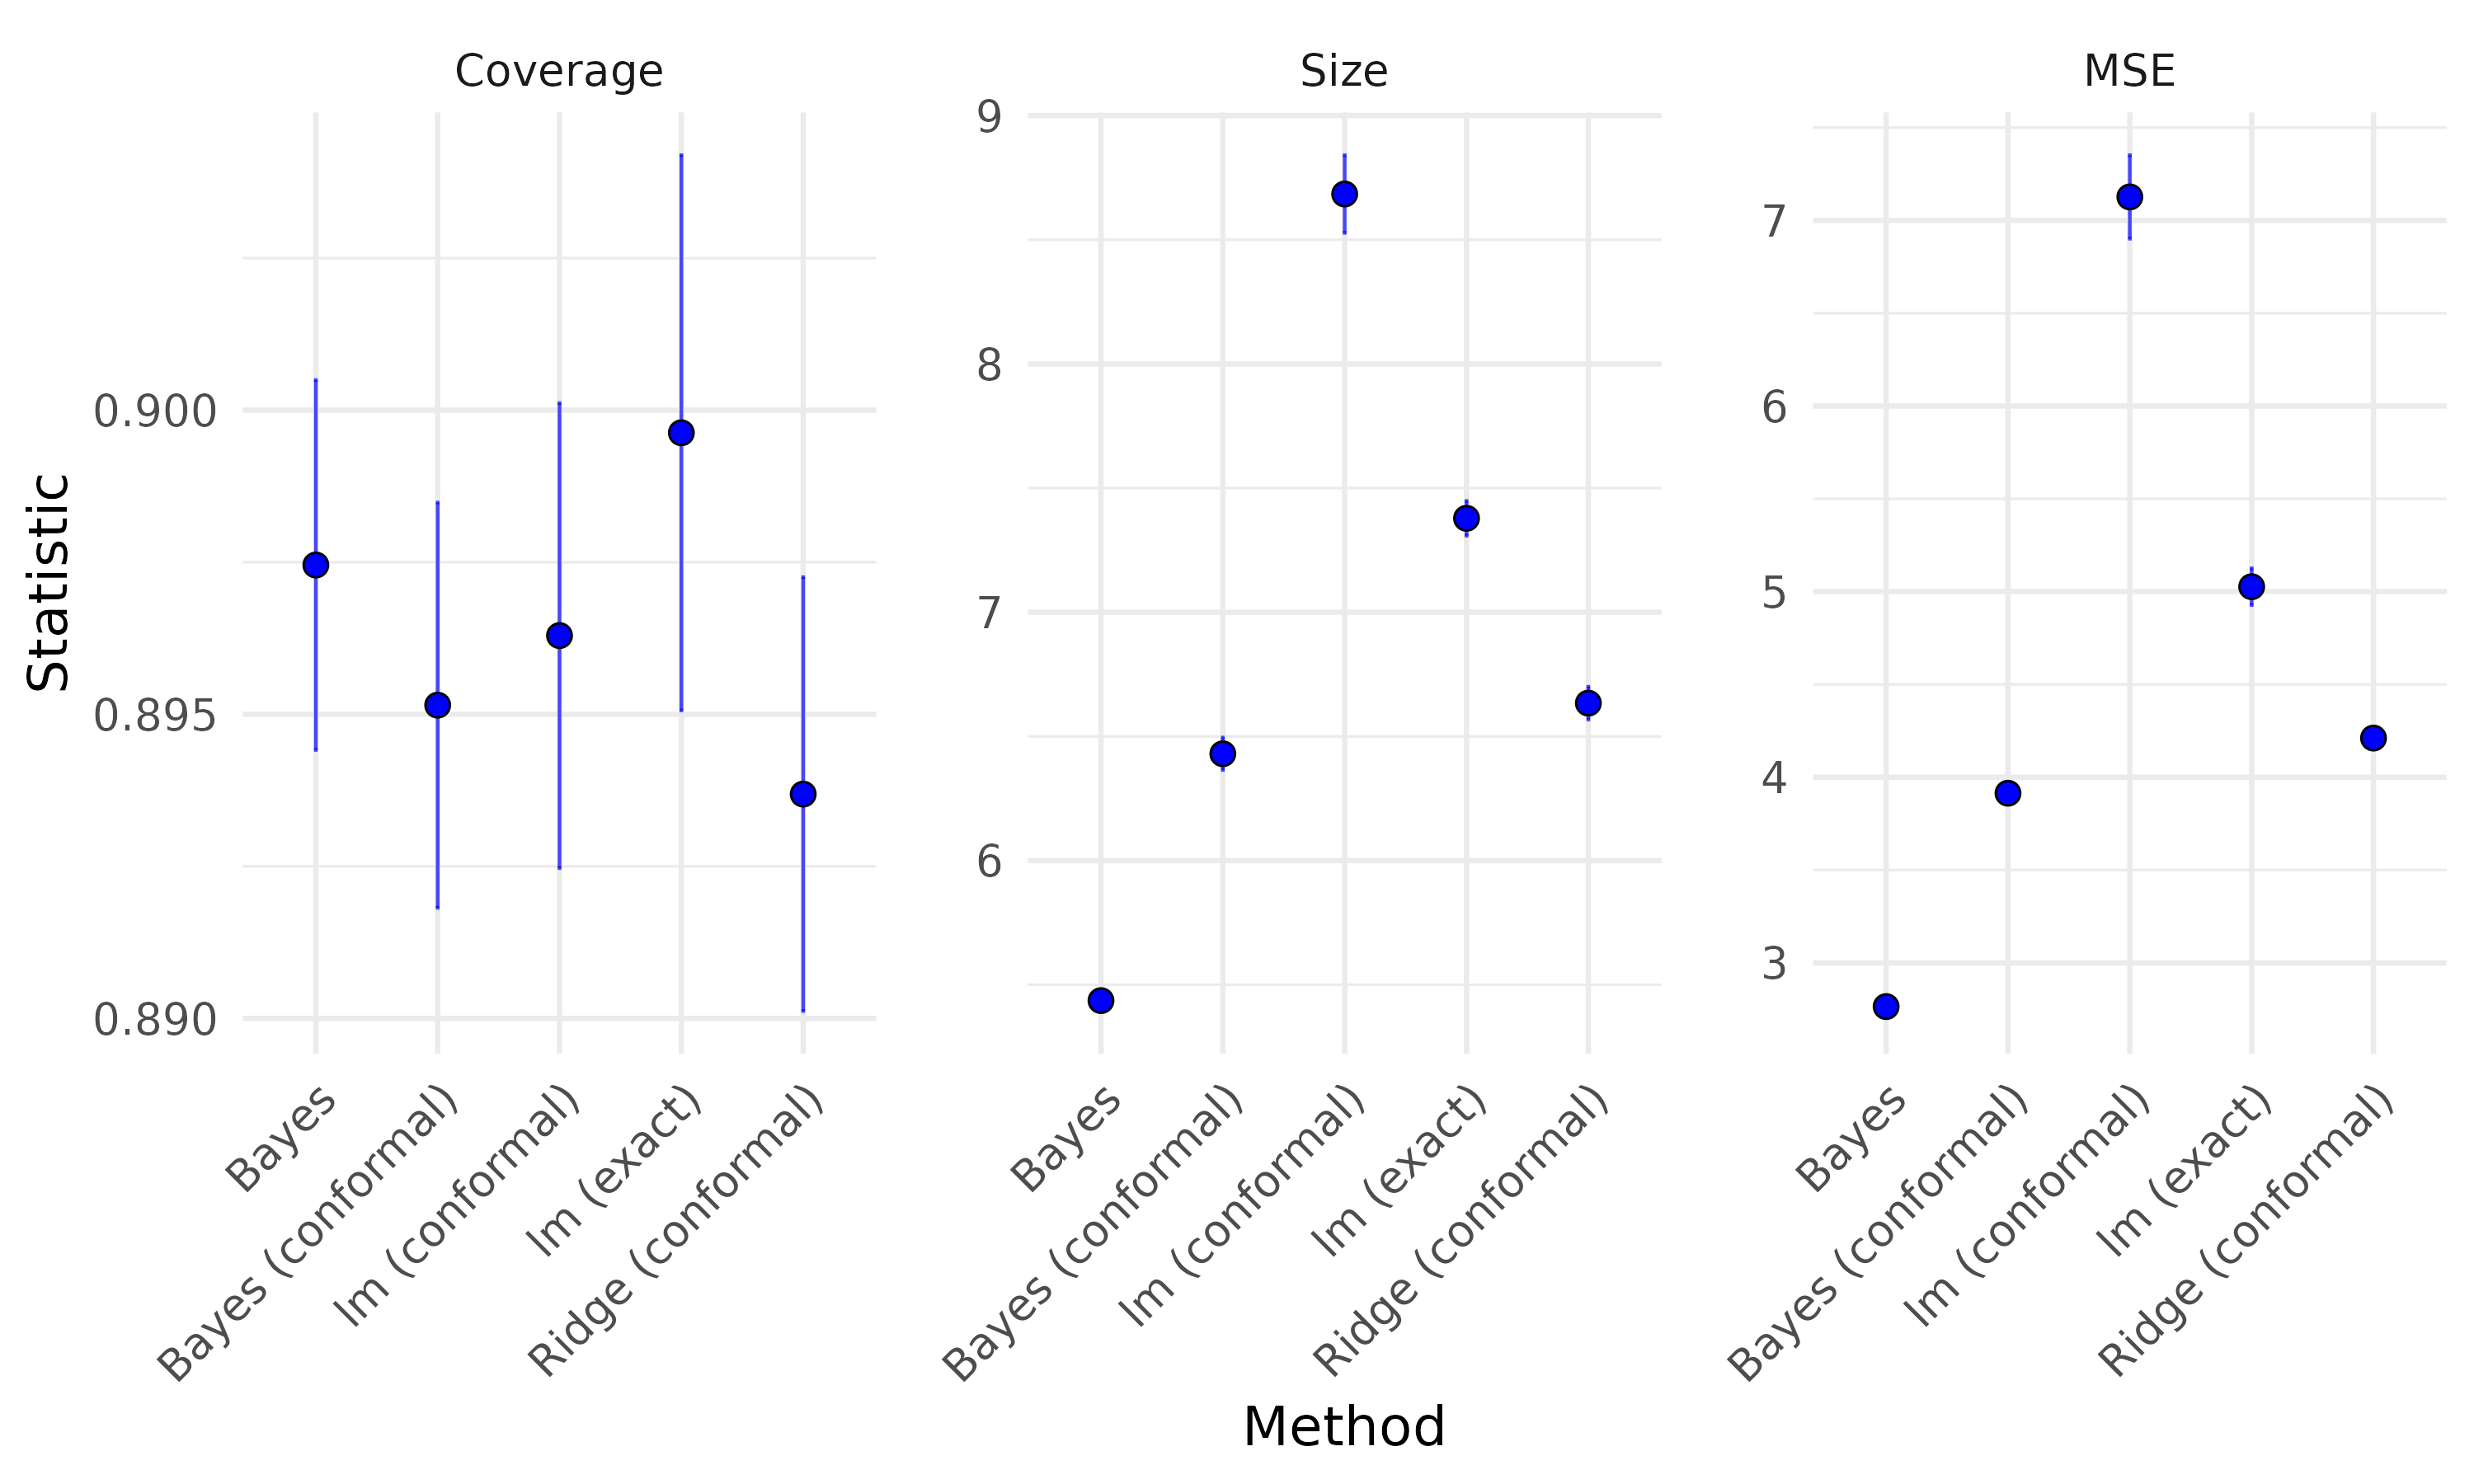 Coverage
Size
MSE
Statistic
0.900
0.895
0.890
9
8
7
6
7
6
5
4
3
Bayes
Bayes (conformal)
lm (conformal)
lm (exact)
Ridge (conformal)
Bayes
Bayes (conformal)
lm (conformal)
lm (exact)
Ridge (conformal)
Bayes
Bayes (conformal)
lm (conformal)
lm (exact)
Ridge (conformal)
Method